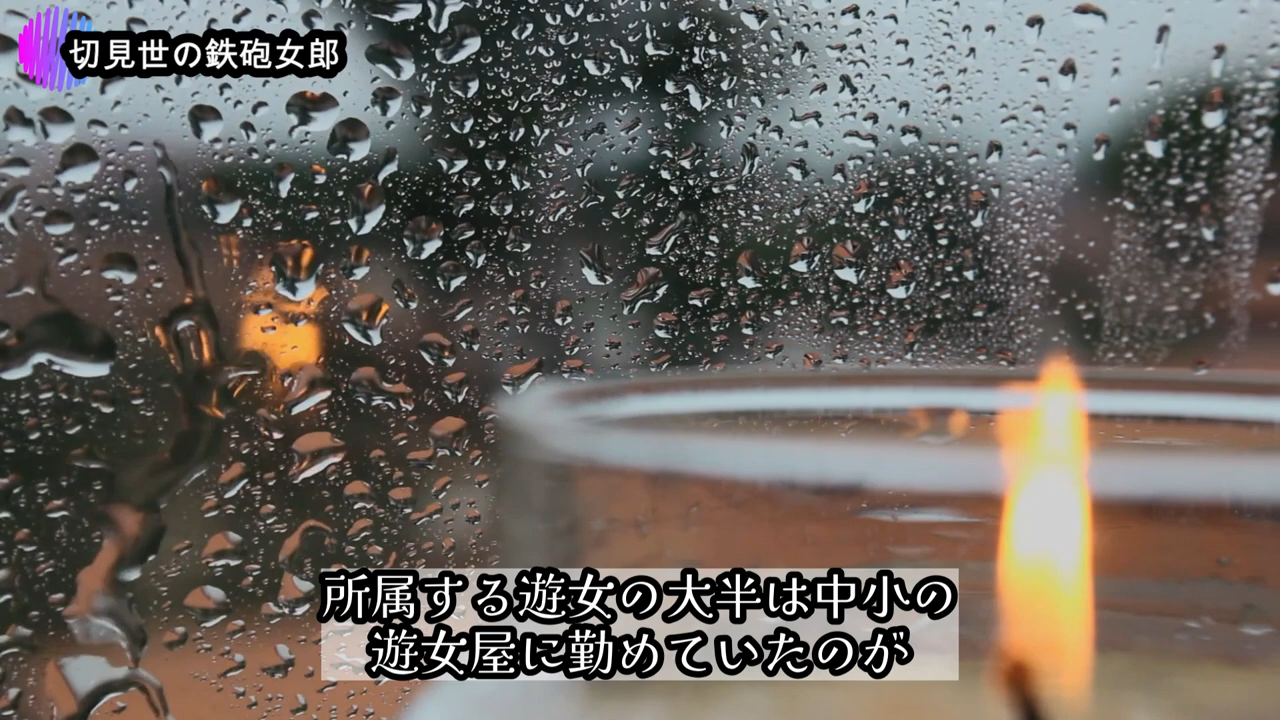 切見世の鉄砲女郎
所属する遊女の大半は中小の
遊女屋に勤めていたのが